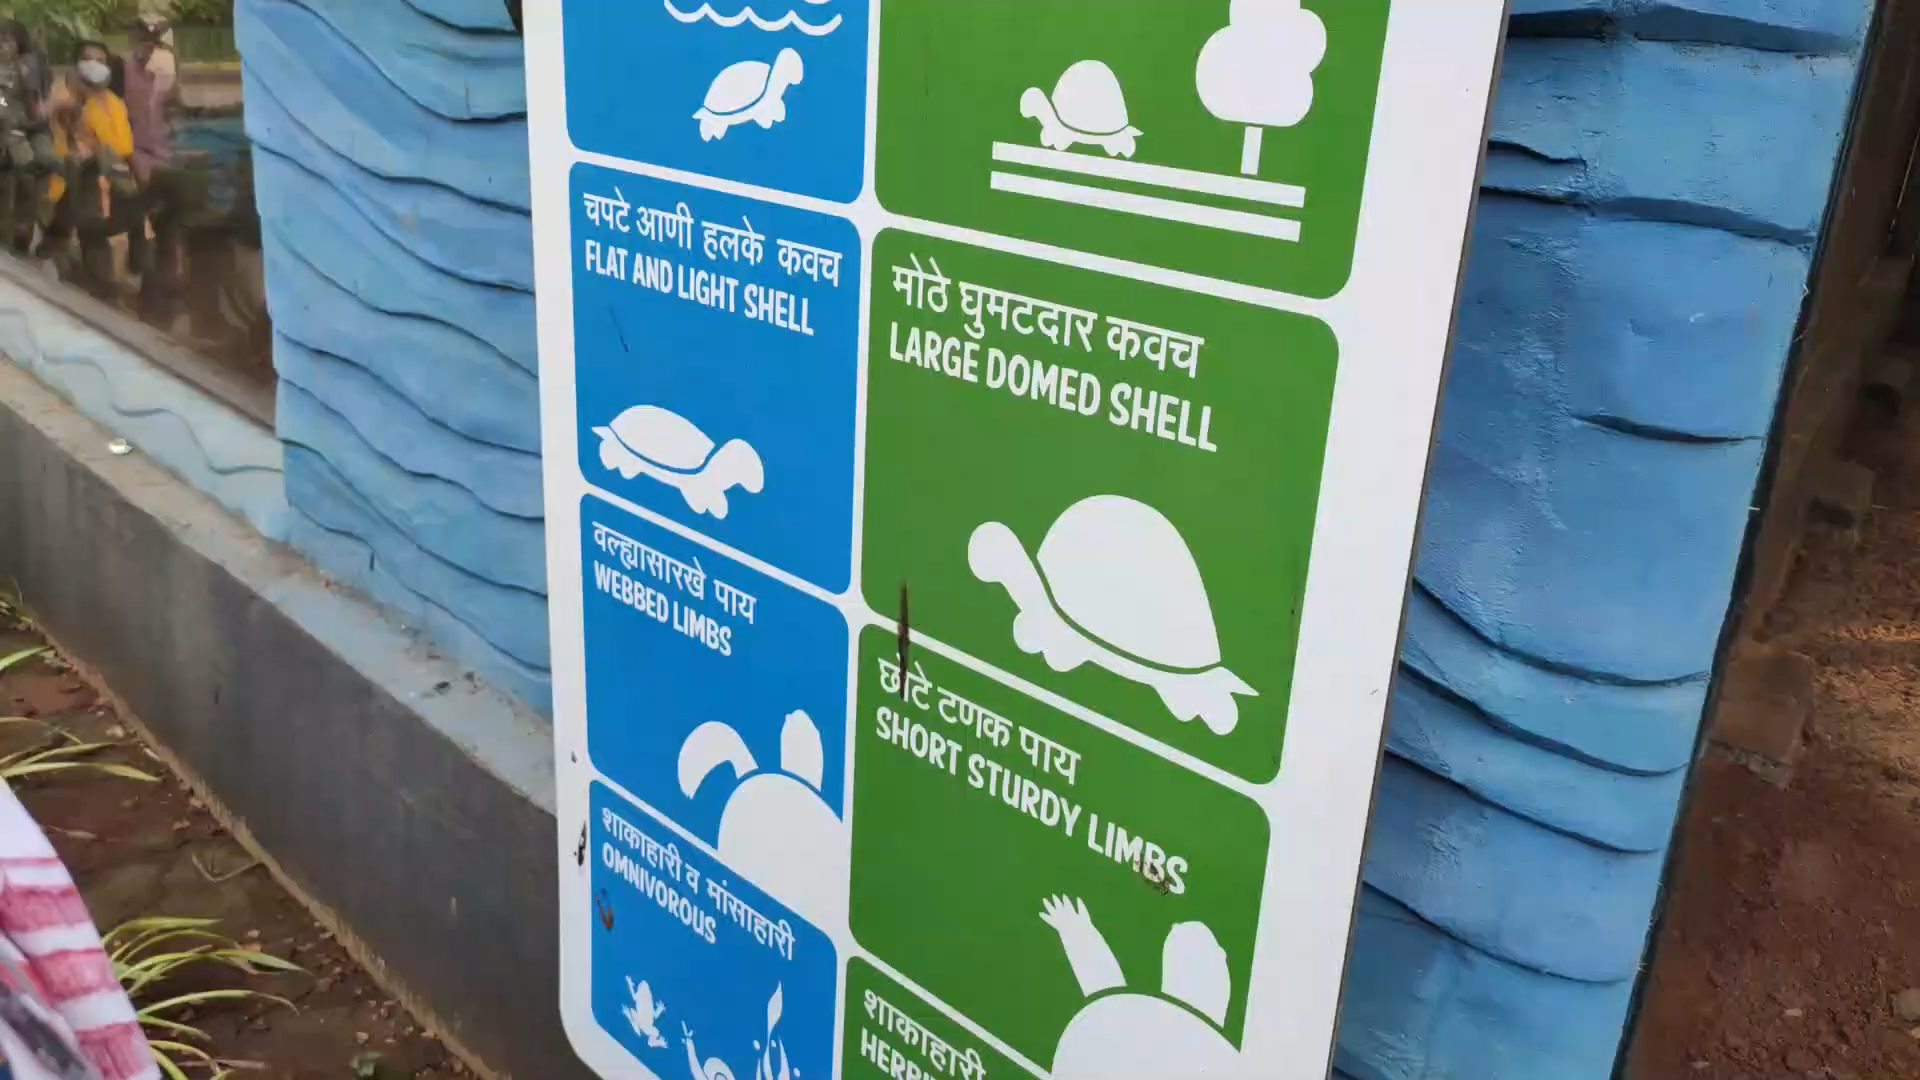 चपटे आणी हलके कवच
FLAT AND LIGHT SHELL
मोठे घुमटदार कवच
LARGE DOMED SHELL
वल्ह्यासारखे पाय
WEBBED LIMBS
छोटे टणक पाय
SHORT STURDY LIMBS
शाकाहारी व मांसाहारी
OMNIVOROUS
शाकाहारी